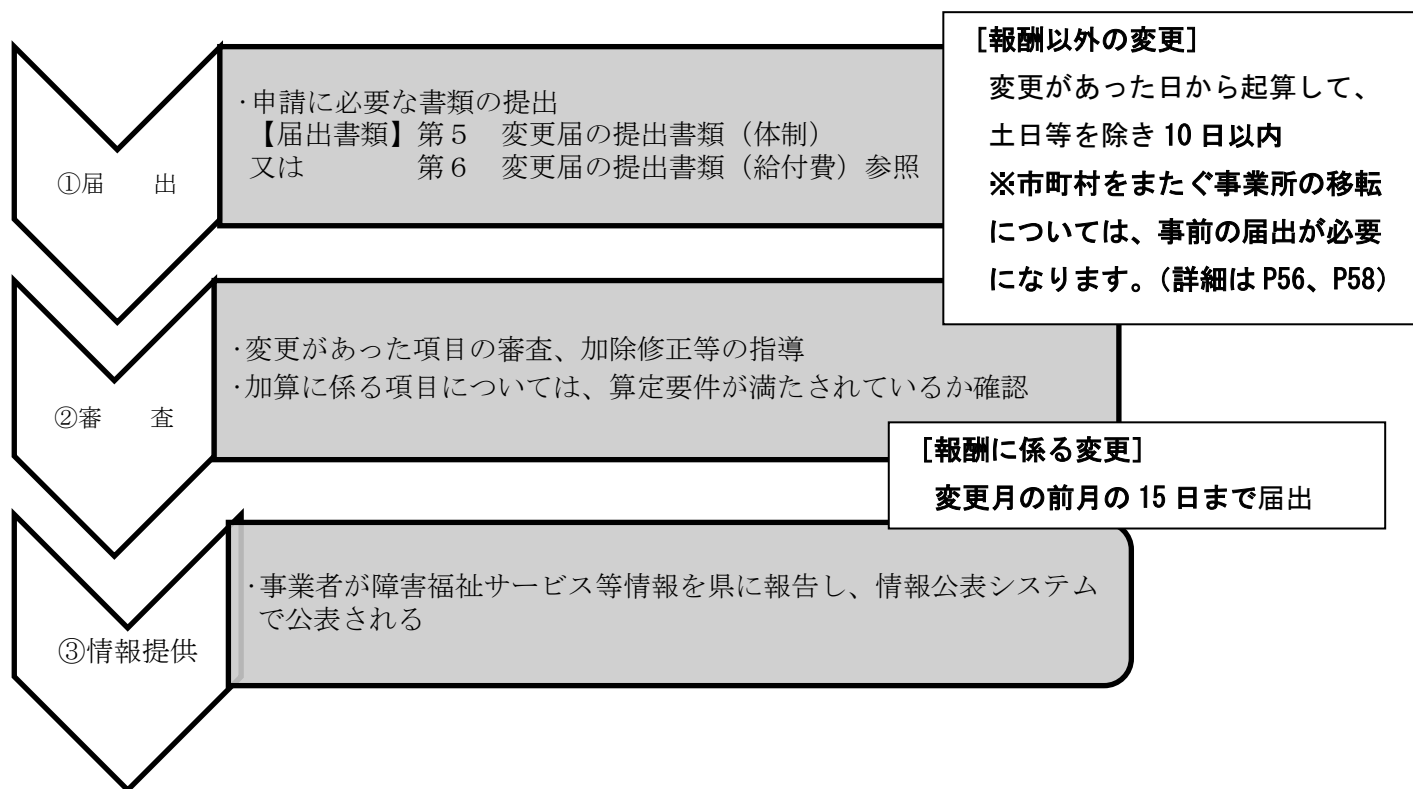 ①届　出
・申請に必要な書類の提出
【届出書類】第５　変更届の提出書類（体制）
又は　　　　第６　変更届の提出書類（給付費）参照
［報酬以外の変更］
変更があった日から起算して、
土日等を除き 10 日以内
※市町村をまたぐ事業所の移転
については、事前の届出が必要
になります。（詳細は P56、P58）
②審　査
・変更があった項目の審査、加除修正等の指導
・加算に係る項目については、算定要件が満たされているか確認
［報酬に係る変更］
変更月の前月の 15 日まで届出
③情報提供
・事業者が障害福祉サービス等情報を県に報告し、情報公表システム
で公表される